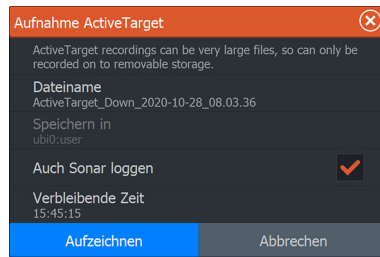 Aufnahme ActiveTarget
ActiveTarget recordings can be very large files, so can only be
recorded on to removable storage.
Dateiname
ActiveTarget_Down_2020-10-28_08.03.36
Speichern in
ubi0:user
Auch Sonar loggen
Verbleibende Zeit
15:45:15
Aufzeichnen
Abbrechen